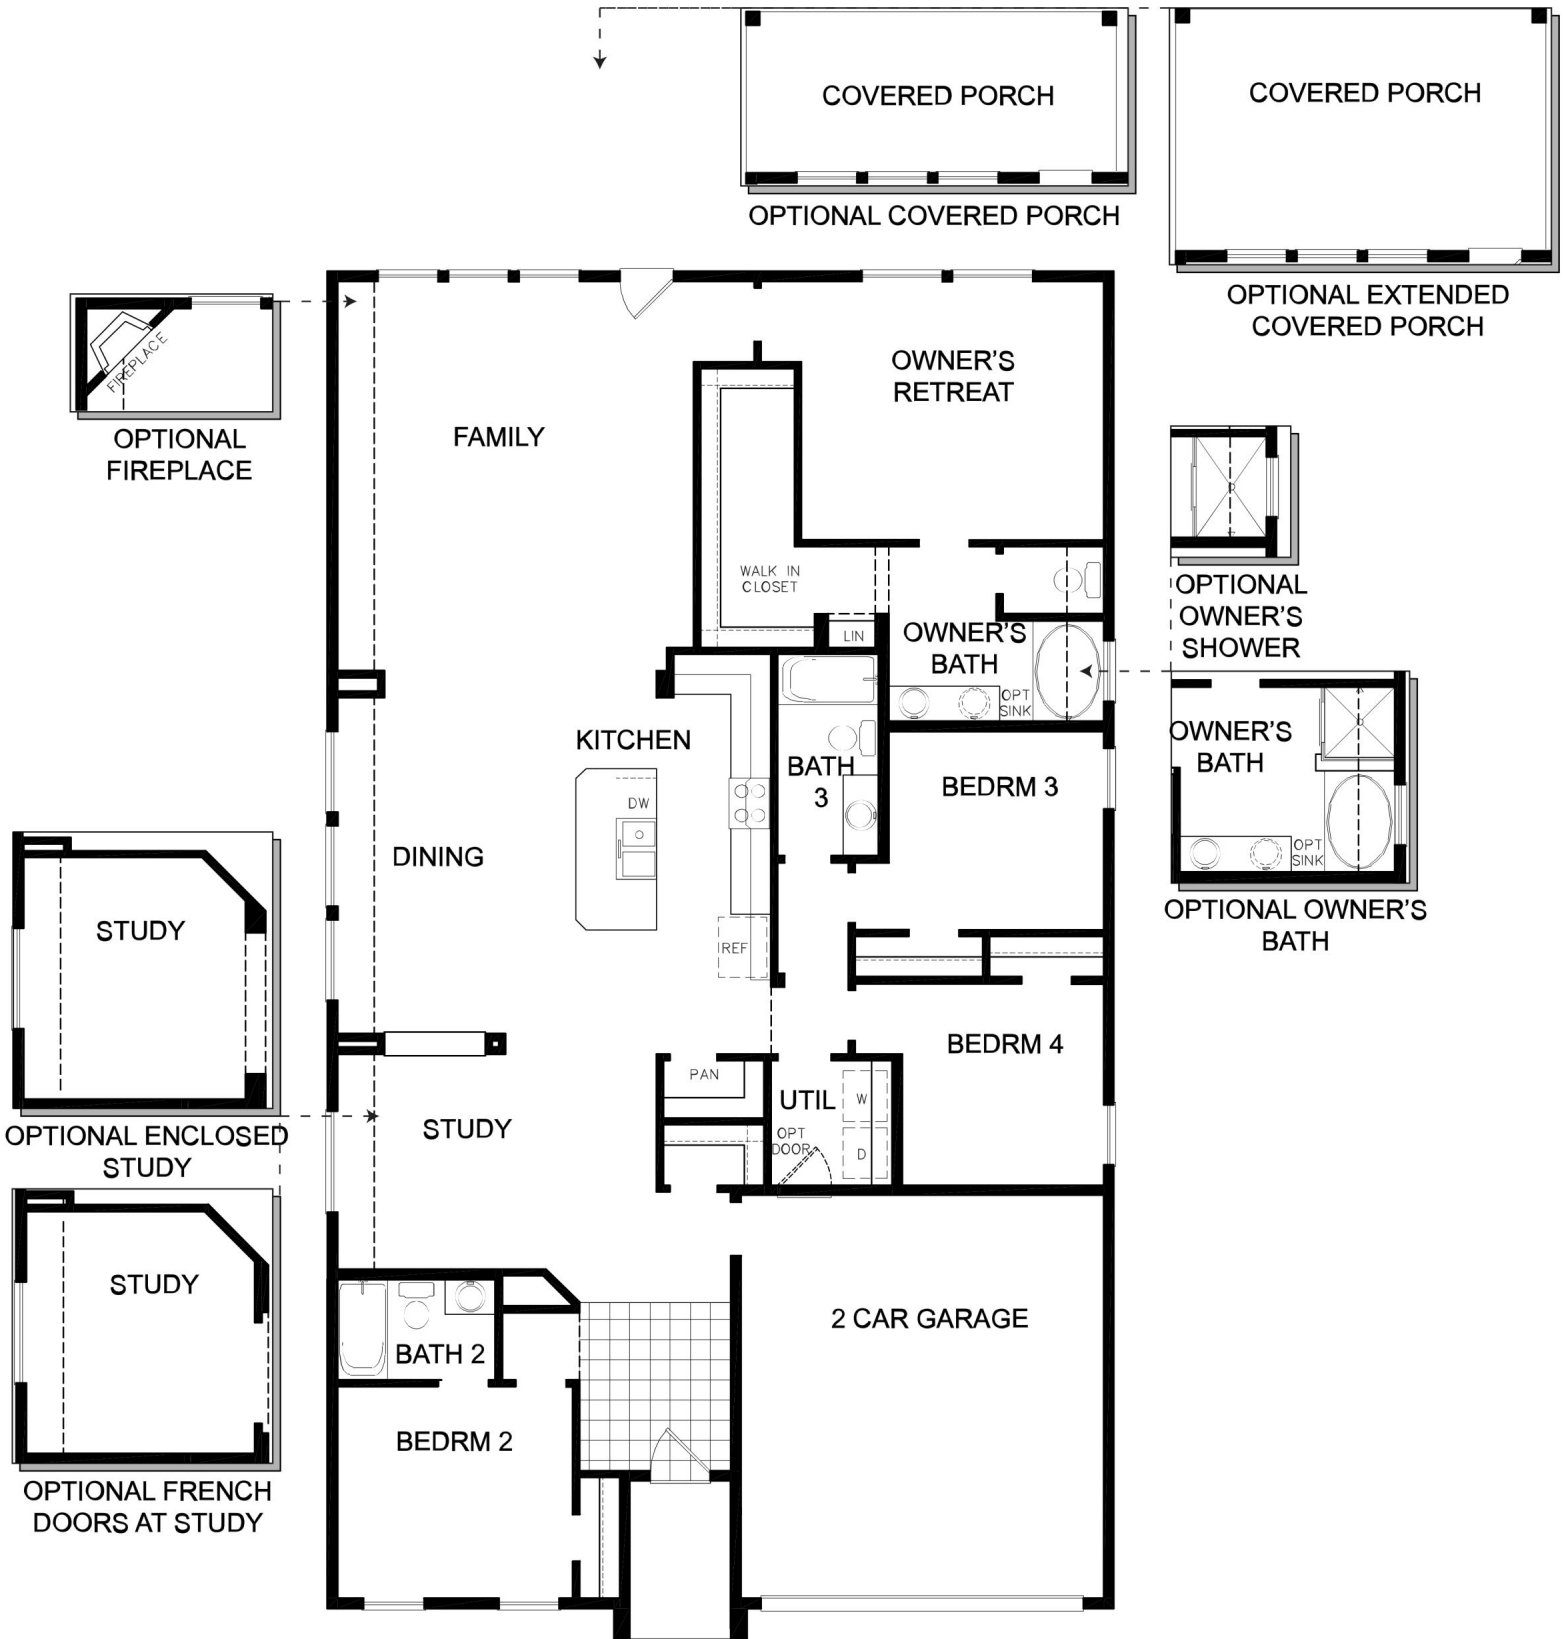 COVERED PORCH
OPTIONAL COVERED PORCH
COVERED PORCH
OPTIONAL EXTENDED
COVERED PORCH
FIREPLACE
OPTIONAL
FIREPLACE
FAMILY
OWNER'S
RETREAT
WALK IN
CLOSET
LIN
OWNER'S
BATH
OPT
SINK
OPTIONAL
OWNER'S
SHOWER
OWNER'S
BATH
OPT
SINK
OPTIONAL OWNER'S
BATH
KITCHEN
DW
REF
DINING
BATH
3
BEDRM 3
BEDRM 4
STUDY
OPTIONAL ENCLOSED
STUDY
STUDY
OPTIONAL FRENCH
DOORS AT STUDY
STUDY
PAN
UTIL
OPT
DOOR
W
D
BATH 2
BEDRM 2
2 CAR GARAGE